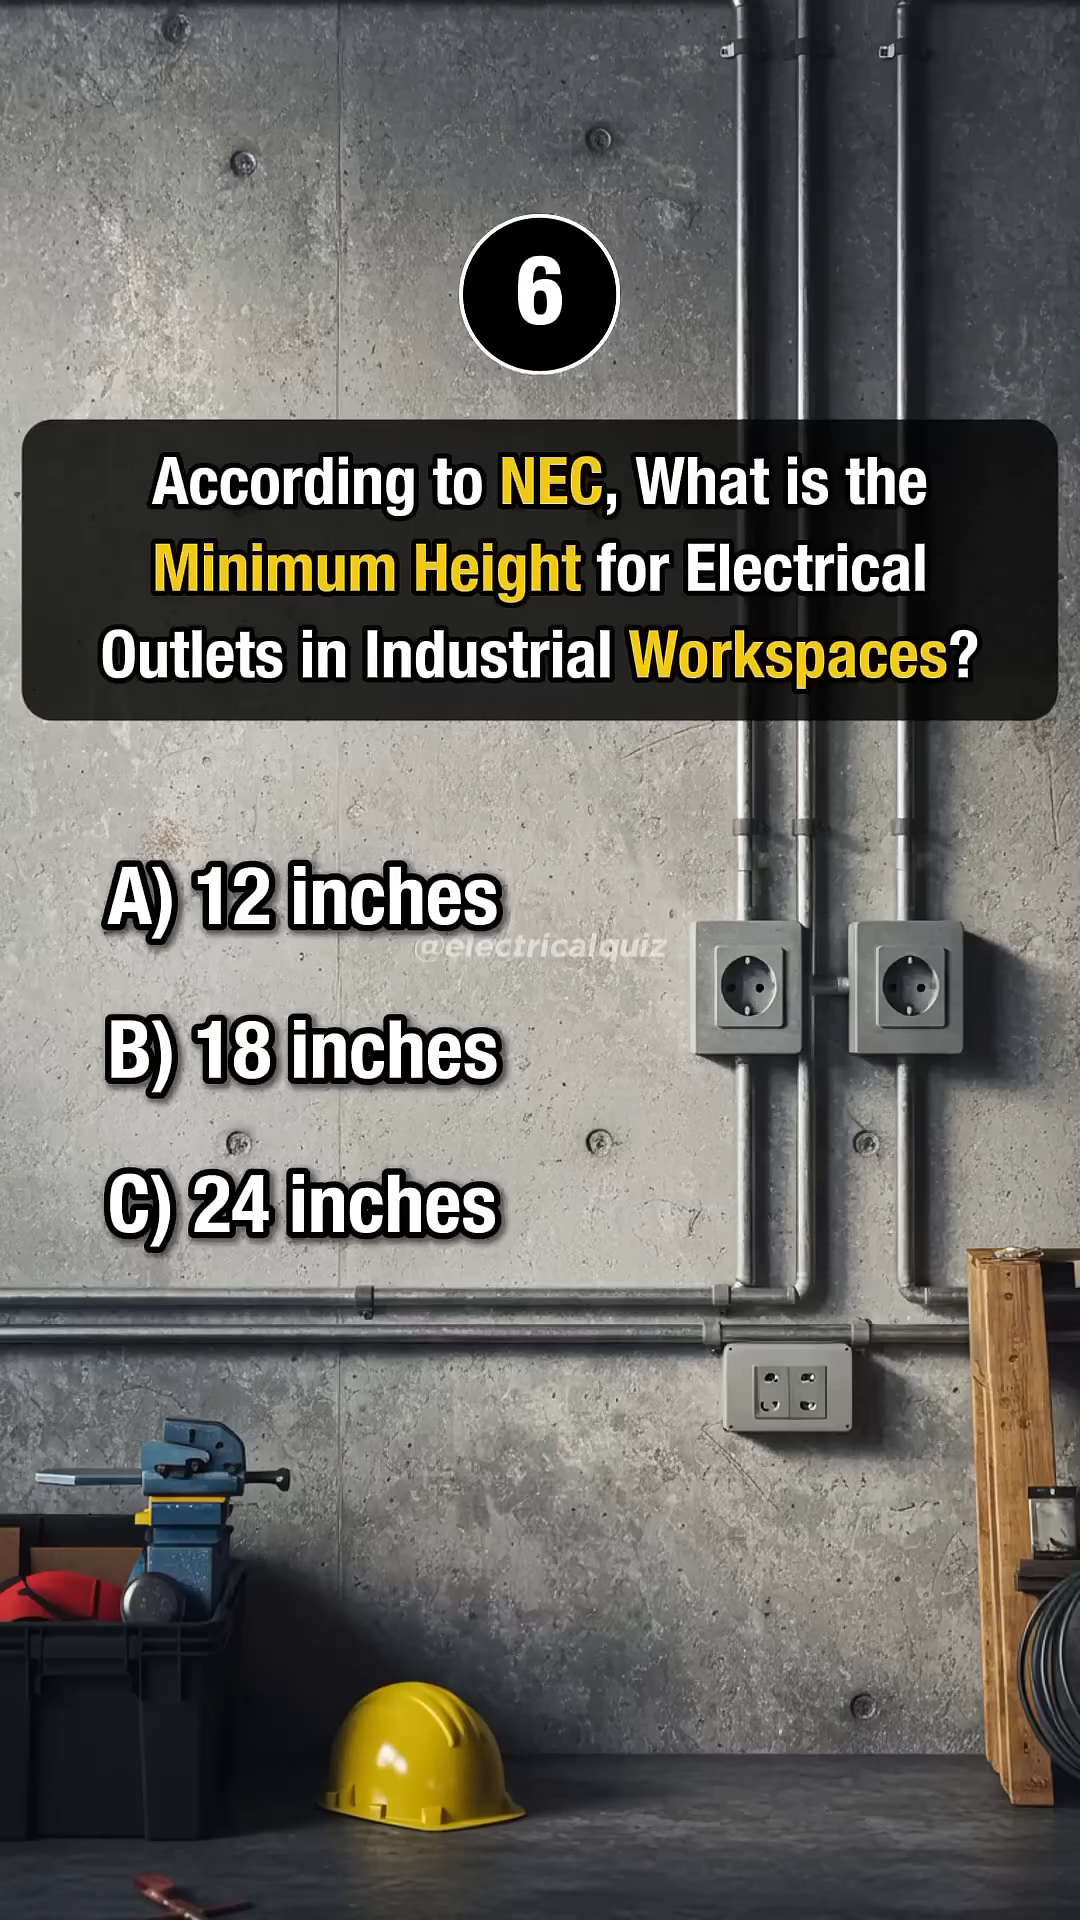 6
According to NEC, What is the
Minimum Height for Electrical
Outlets in Industrial Workspaces?
A) 12 inches
@electricalquiz
B) 18 inches
C) 24 inches